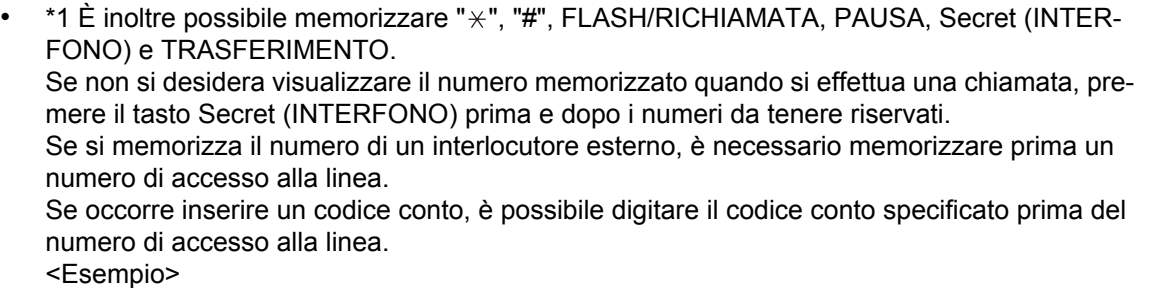 • *1 È inoltre possibile memorizzare "✳", "#", FLASH/RICHIAMATA, PAUSA, Secret (INTER-
FONO) e TRASFERIMENTO.
Se non si desidera visualizzare il numero memorizzato quando si effettua una chiamata, pre-
mere il tasto Secret (INTERFONO) prima e dopo i numeri da tenere riservati.
Se si memorizza il numero di un interlocutore esterno, è necessario memorizzare prima un
numero di accesso alla linea.
Se occorre inserire un codice conto, è possibile digitare il codice conto specificato prima del
numero di accesso alla linea.
<Esempio>